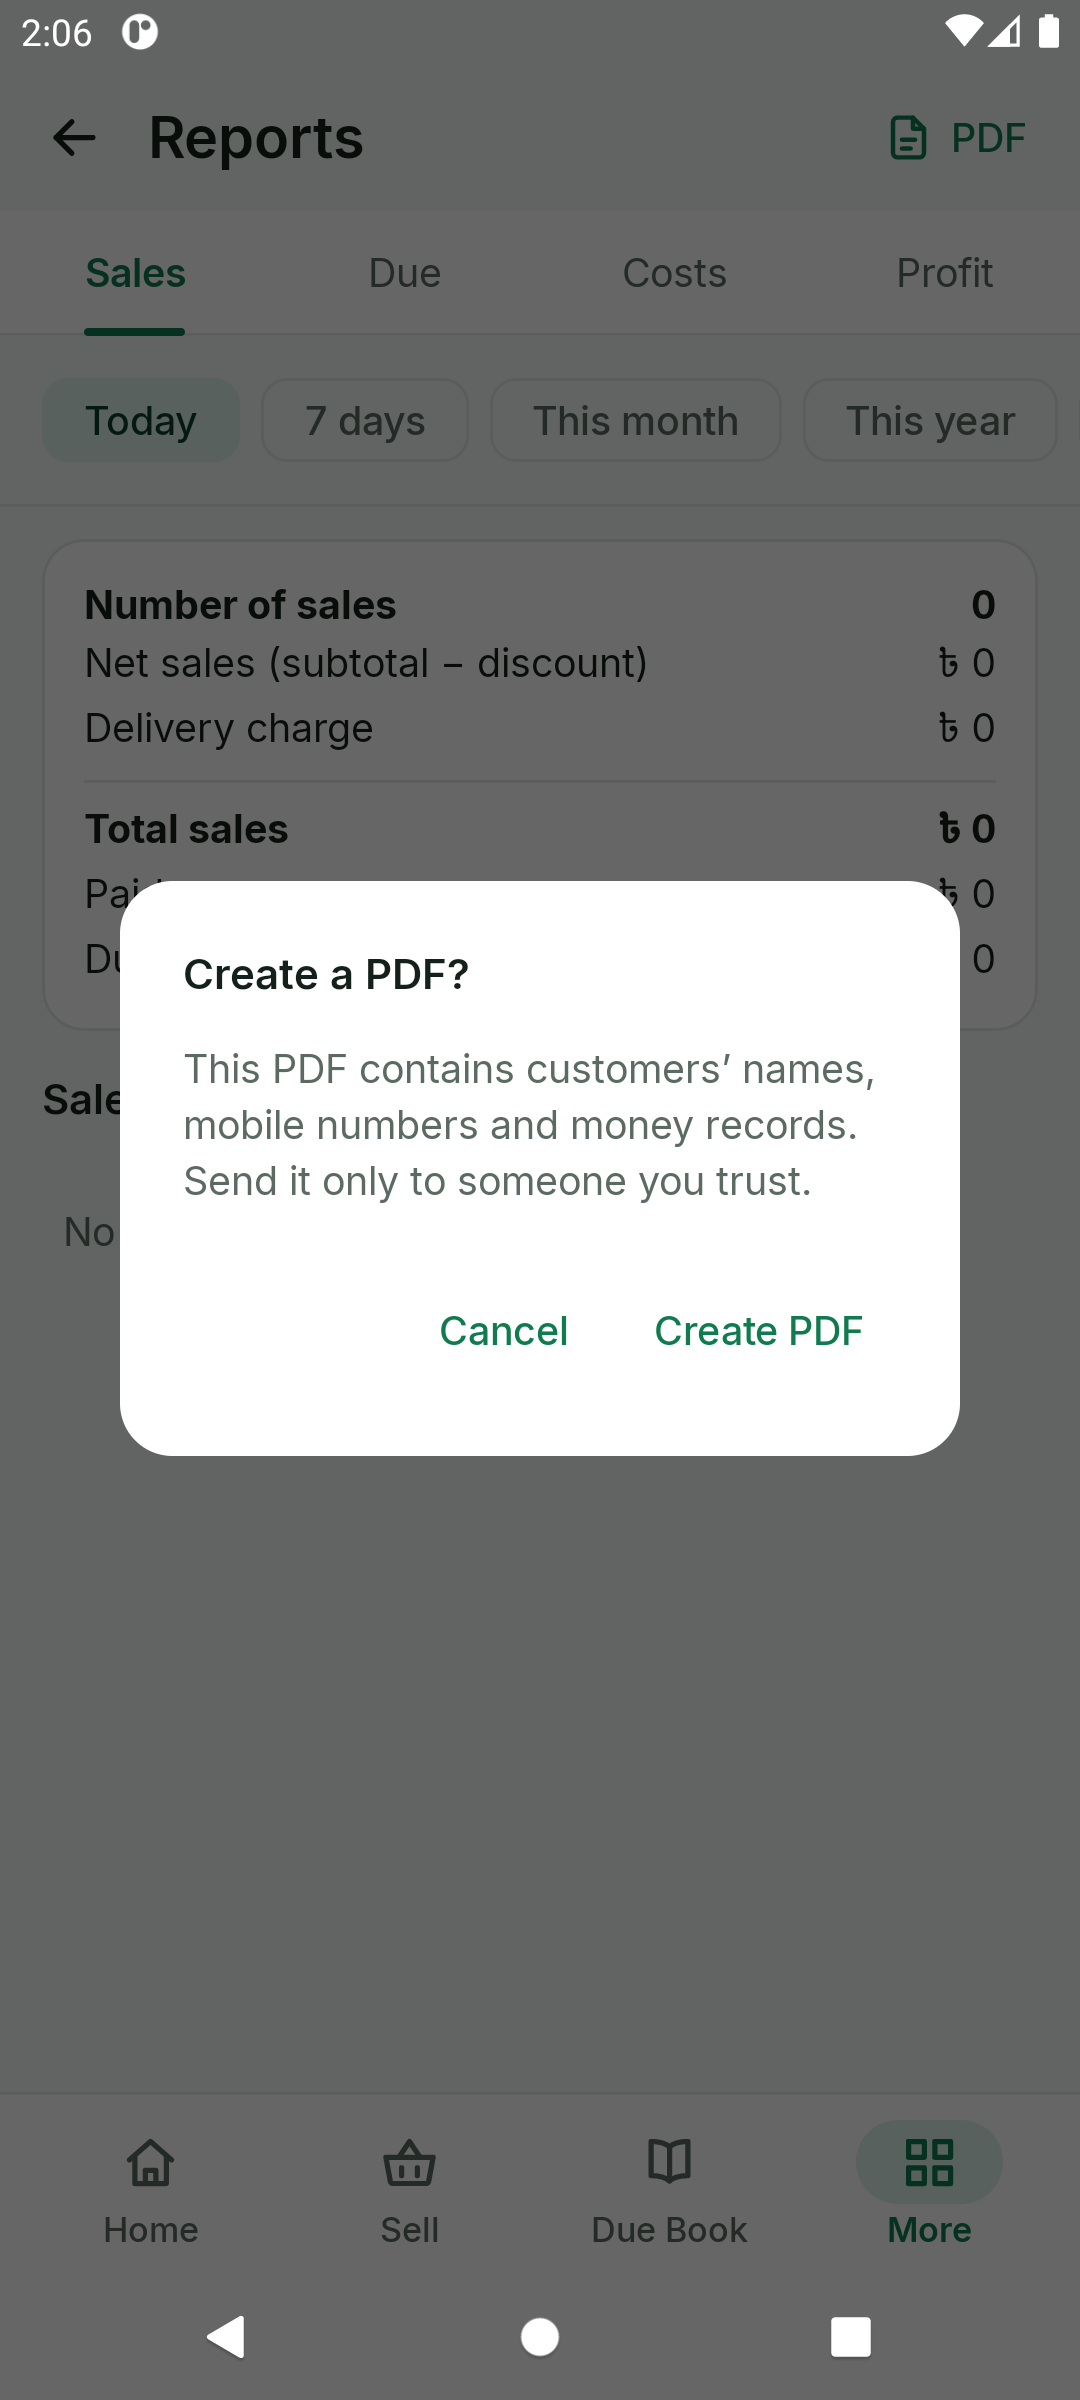 2:06
Reports
PDF
Sales Due Costs Profit
Today 7 days This month This year
Number of sales 0
Net sales (subtotal – discount) ৳ 0
Delivery charge ৳ 0
Total sales ৳ 0
৳ 0
0
Create a PDF?
This PDF contains customers’ names,
mobile numbers and money records.
Send it only to someone you trust.
No
Cancel Create PDF
Home Sell Due Book More